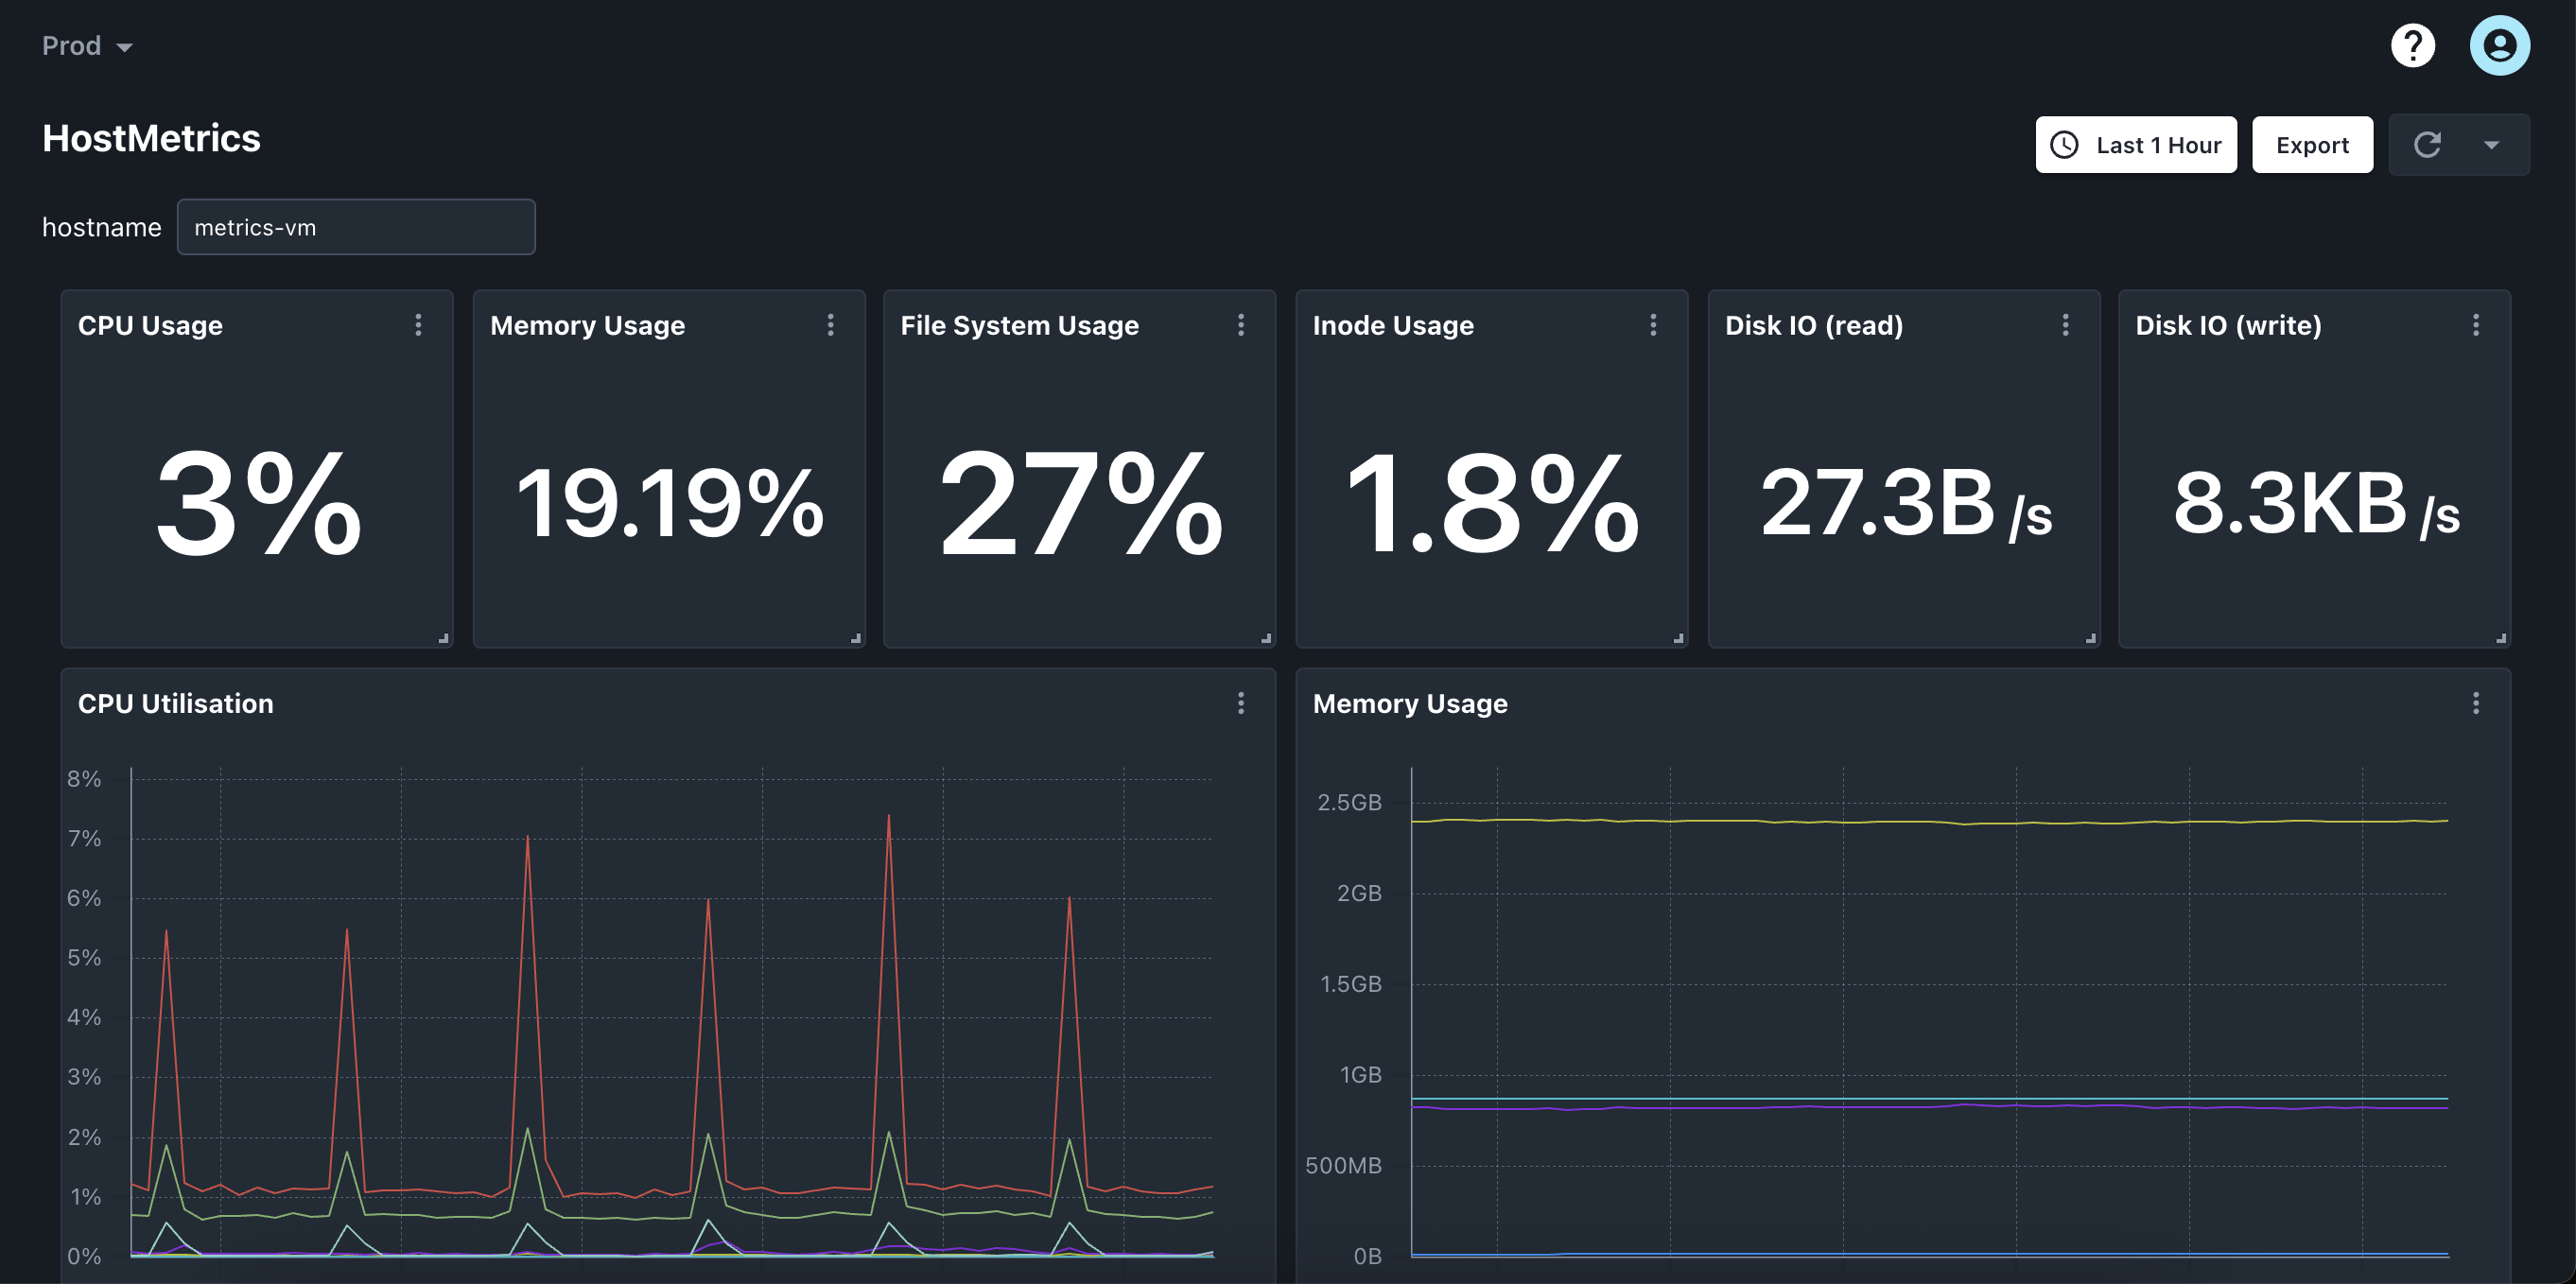 Prod
HostMetrics
Last 1 Hour
Export
hostname
metrics-vm
CPU Usage
3%
Memory Usage
19.19%
File System Usage
27%
Inode Usage
1.8%
Disk IO (read)
27.3B /s
Disk IO (write)
8.3KB /s
CPU Utilisation
8%
7%
6%
5%
4%
3%
2%
1%
0%
Memory Usage
2.5GB
2GB
1.5GB
1GB
500MB
0B